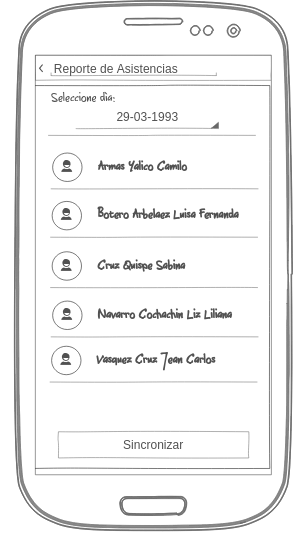 Reporte de Asistencias
Seleccione día:
29-03-1993
Armas Yalico Camilo
Botero Arbelaez Luisa Fernanda
Cruz Quispe Sabina
Navarro Cochachin Liz Liliana
Vasquez Cruz Jean Carlos
Sincronizar